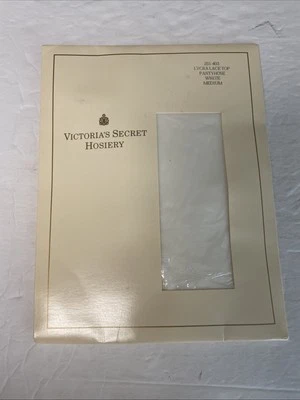 PANTYHOSE
WHITE
MEDIUM
VICTORIA'S SECRET
HOSIERY